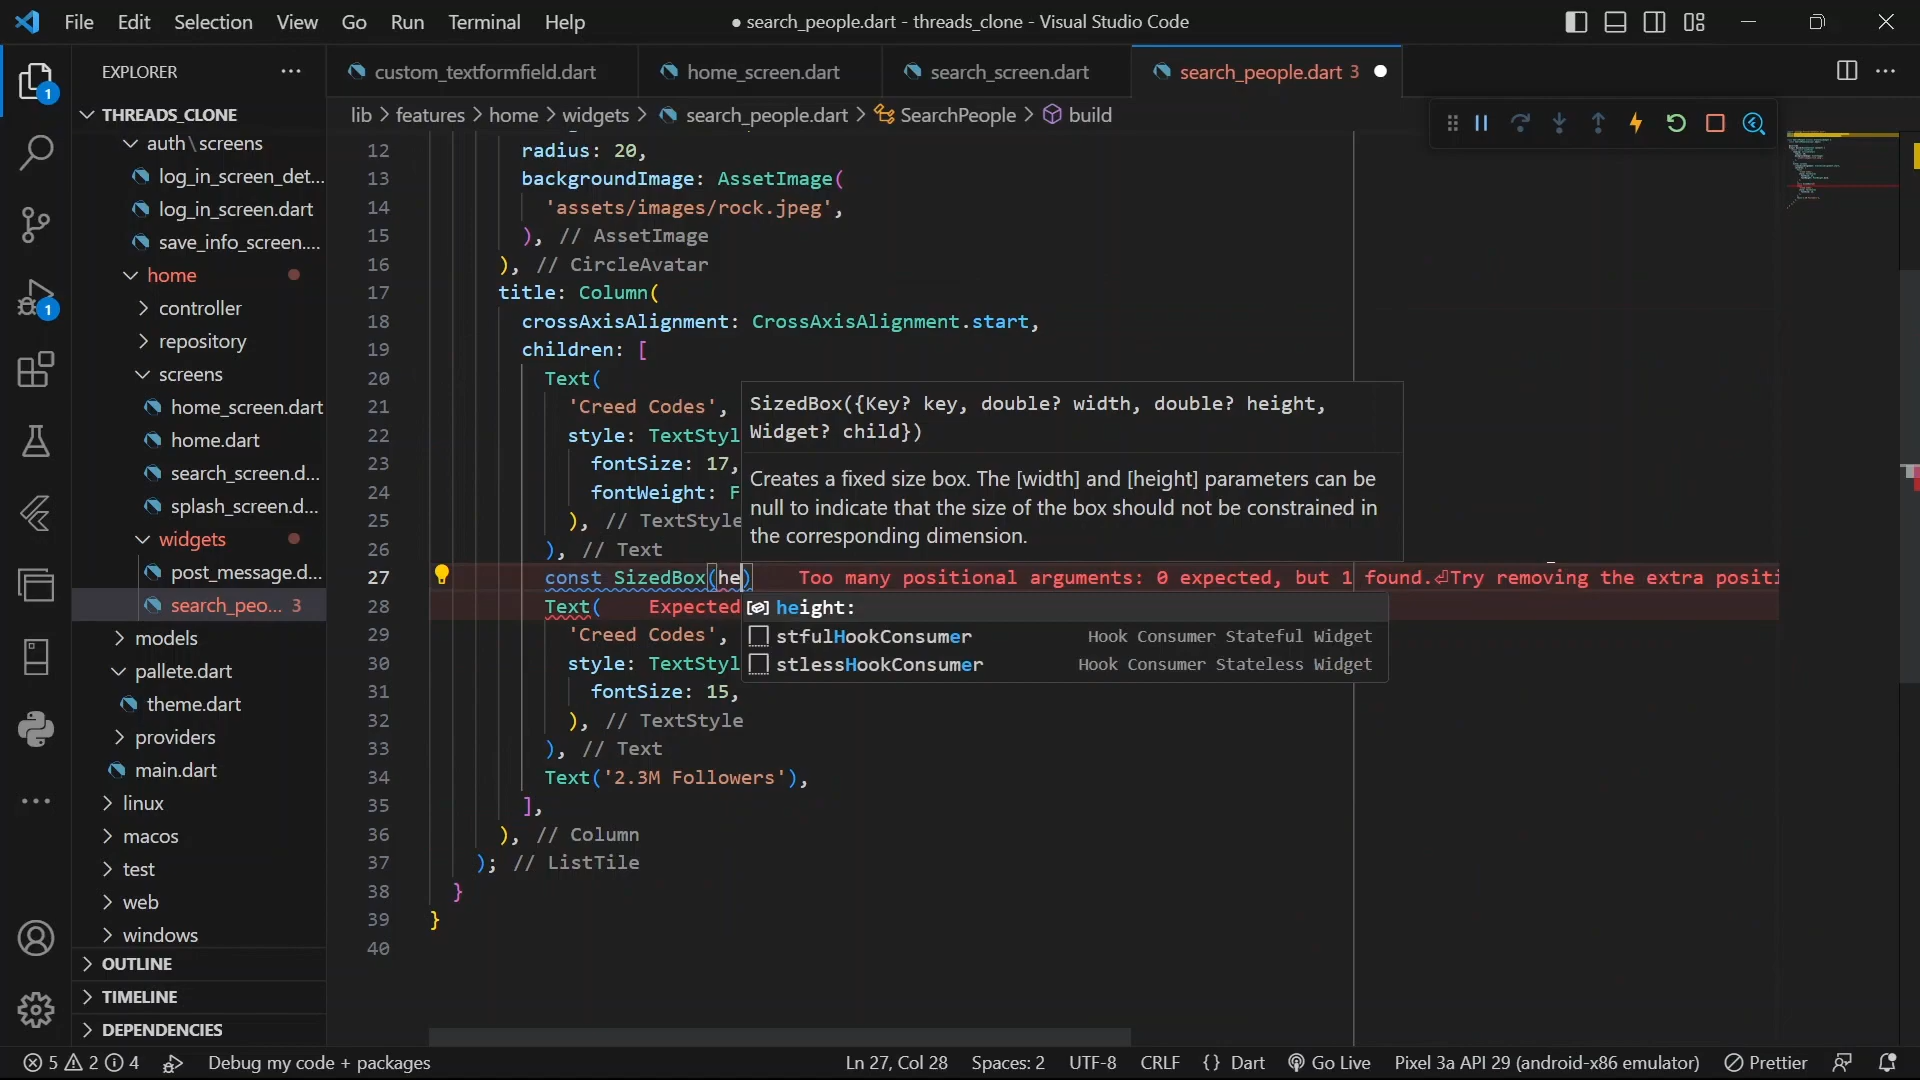 File Edit Selection View Go Run Terminal Help
● search_people.dart - threads_clone - Visual Studio Code
EXPLORER
custom_textformfield.dart
home_screen.dart
search_screen.dart
search_people.dart 3
1
THREADS_CLONE
auth\screens
log_in_screen_det...
log_in_screen.dart
save_info_screen....
home
controller
repository
screens
home_screen.dart
home.dart
search_screen.d...
splash_screen.d...
widgets
post_message.d...
search_peo... 3
models
pallete.dart
theme.dart
providers
main.dart
linux
macos
test
web
windows
OUTLINE
TIMELINE
DEPENDENCIES
1
lib > features > home > widgets > search_people.dart > SearchPeople > build
12 radius: 20,
13 backgroundImage: AssetImage(
14 'assets/images/rock.jpeg',
15 ), // AssetImage
16 ), // CircleAvatar
17 title: Column(
18 crossAxisAlignment: CrossAxisAlignment.start,
19 children: [
20 Text(
21 'Creed Codes',
22 style: TextStyl
23 fontSize: 17,
24 fontWeight: F
25 ), // TextStyle
26 ), // Text
27 const SizedBox(he) Too many positional arguments: 0 expected, but 1 found.⏎Try removing the extra positi
28 Text( Expected
29 'Creed Codes',
30 style: TextStyl
31 fontSize: 15,
32 ), // TextStyle
33 ), // Text
34 Text('2.3M Followers'),
35 ],
36 ), // Column
37 ); // ListTile
38 }
39 }
40
SizedBox({Key? key, double? width, double? height,
Widget? child})
Creates a fixed size box. The [width] and [height] parameters can be
null to indicate that the size of the box should not be constrained in
the corresponding dimension.
height:
stfulHookConsumer Hook Consumer Stateful Widget
stlessHookConsumer Hook Consumer Stateless Widget
5 2 4 Debug my code + packages
Ln 27, Col 28 Spaces: 2 UTF-8 CRLF {} Dart Go Live Pixel 3a API 29 (android-x86 emulator) Prettier